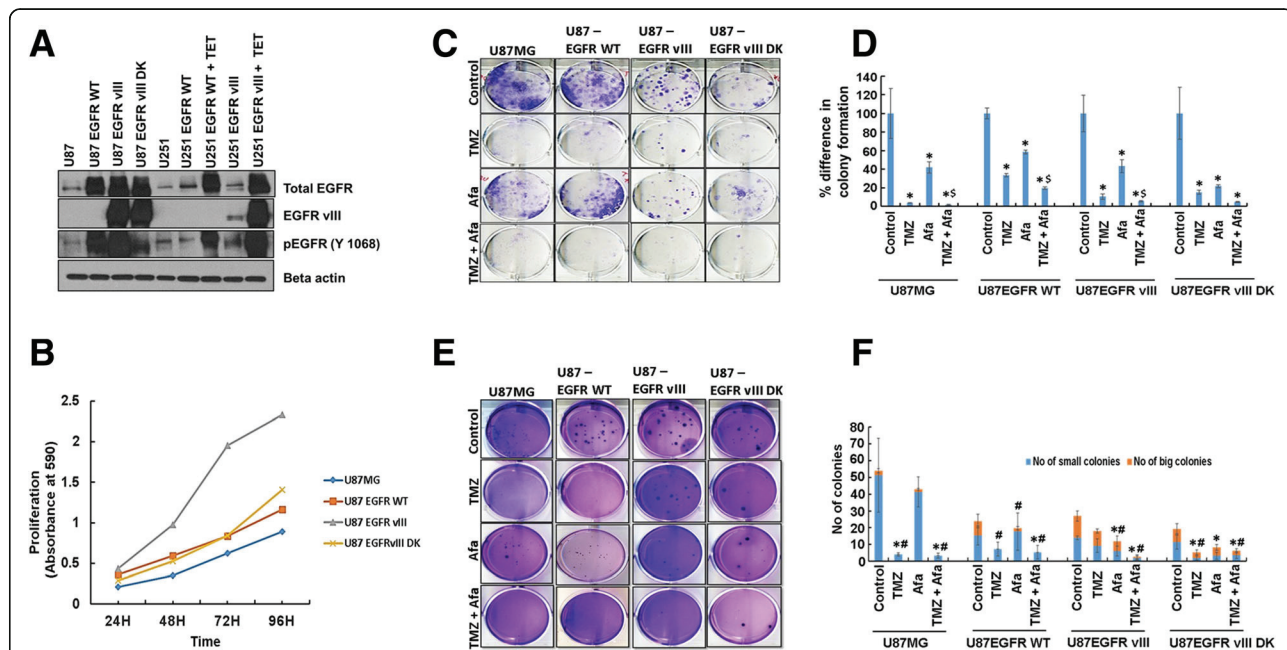 A
U87
U87 EGFR WT
U87 EGFR vIII
U87 EGFR vIII DK
U251
U251 EGFR WT
U251 EGFR WT + TET
U251 EGFR vIII
U251 EGFR vIII + TET
Total EGFR
EGFR vIII
pEGFR (Y 1068)
Beta actin
B
Proliferation
(Absorbance at 590)
2.5
2
1.5
1
0.5
0
24H 48H 72H 96H
Time
U87MG
U87 EGFR WT
U87 EGFR vIII
U87 EGFRvIII DK
C
U87MG
U87 –
EGFR WT
U87 –
EGFR vIII
U87 –
EGFR vIII DK
Control
TMZ
Afa
TMZ + Afa
D
% difference in
colony formation
140
120
100
80
60
40
20
0
* * *$
* * *$
* * *$
* * *
Control TMZ Afa TMZ + Afa
Control TMZ Afa TMZ + Afa
Control TMZ Afa TMZ + Afa
Control TMZ Afa TMZ + Afa
U87MG U87EGFR WT U87EGFR vIII U87EGFR vIII DK
E
U87MG
U87 –
EGFR WT
U87 –
EGFR vIII
U87 –
EGFR vIII DK
Control
TMZ
Afa
TMZ + Afa
F
No of colonies
80
70
60
50
40
30
20
10
0
No of small colonies No of big colonies
*# *#
# # *#
*# *#
*# * *#
Control TMZ Afa TMZ + Afa
Control TMZ Afa TMZ + Afa
Control TMZ Afa TMZ + Afa
Control TMZ Afa TMZ + Afa
U87MG U87EGFR WT U87EGFR vIII U87EGFR vIII DK